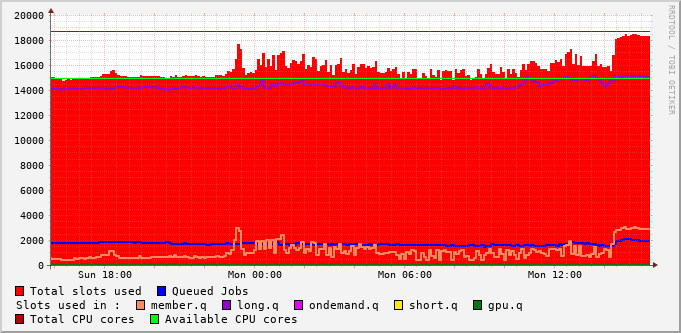 20000
18000
16000
14000
12000
10000
8000
6000
4000
2000
0
Sun 18:00 Mon 00:00 Mon 06:00 Mon 12:00
RRDTOOL / TOBI OETIKER
Total slots used Queued Jobs
Slots used in : member.q long.q ondemand.q short.q gpu.q
Total CPU cores Available CPU cores